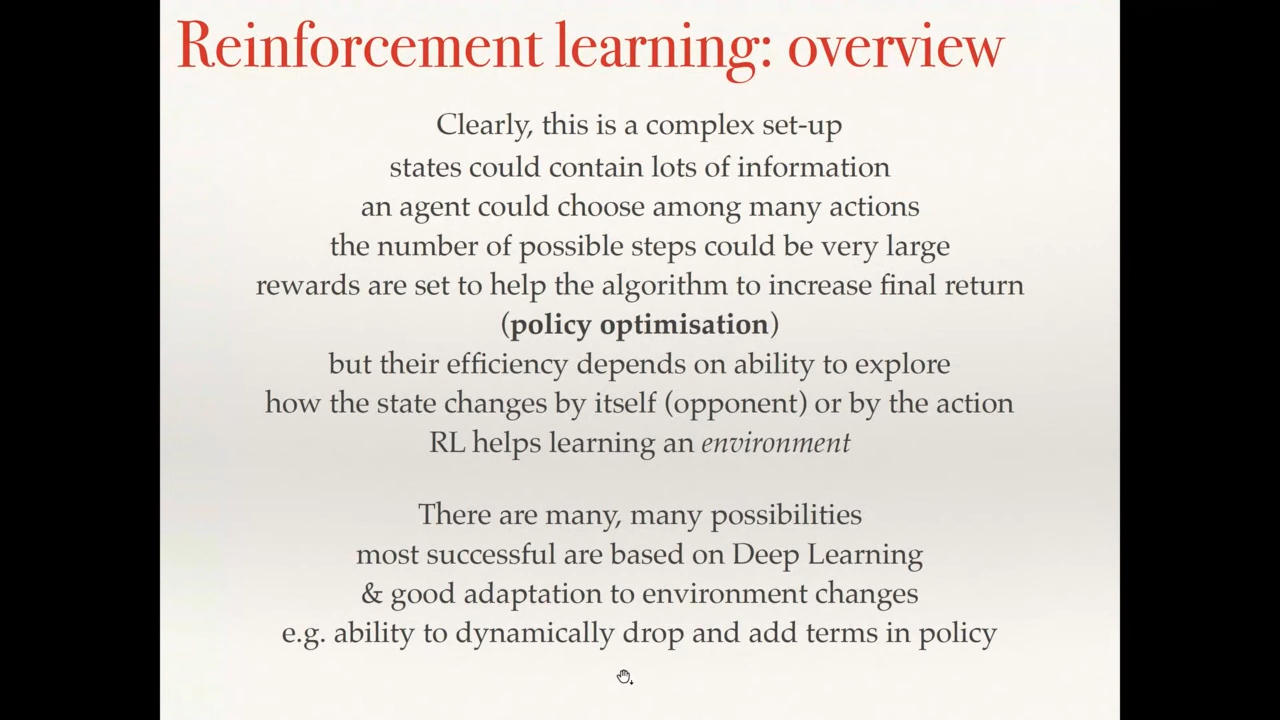 Reinforcement learning: overview
Clearly, this is a complex set-up
states could contain lots of information
an agent could choose among many actions
the number of possible steps could be very large
rewards are set to help the algorithm to increase final return
(policy optimisation)
but their efficiency depends on ability to explore
how the state changes by itself (opponent) or by the action
RL helps learning an environment
There are many, many possibilities
most successful are based on Deep Learning
& good adaptation to environment changes
e.g. ability to dynamically drop and add terms in policy